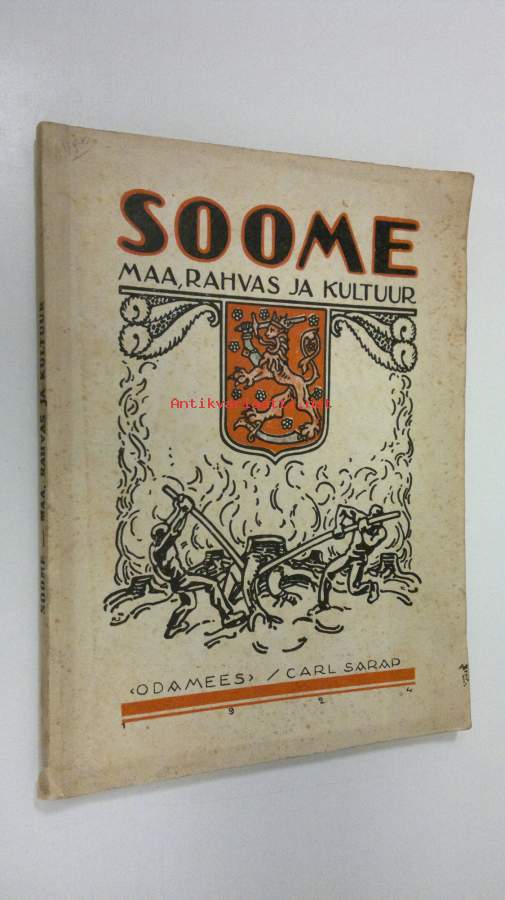 SOOME
MAA, RAHVAS JA KULTUUR
‹ODAMEES› / CARL SARAP
1 9 2 4
SOOME — MAA, RAHVAS JA KULTUUR